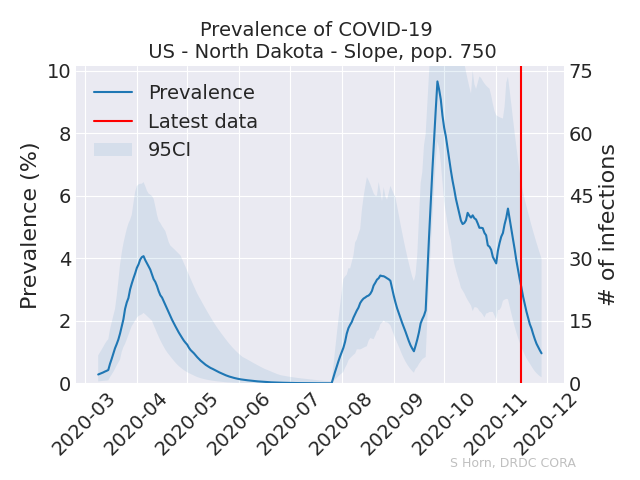 Prevalence of COVID-19
US - North Dakota - Slope, pop. 750
Prevalence
Latest data
95CI
Prevalence (%)
10
8
6
4
2
0
75
60
45
30
15
0
# of infections
2020-03
2020-04
2020-05
2020-06
2020-07
2020-08
2020-09
2020-10
2020-11
2020-12
S Horn, DRDC CORA